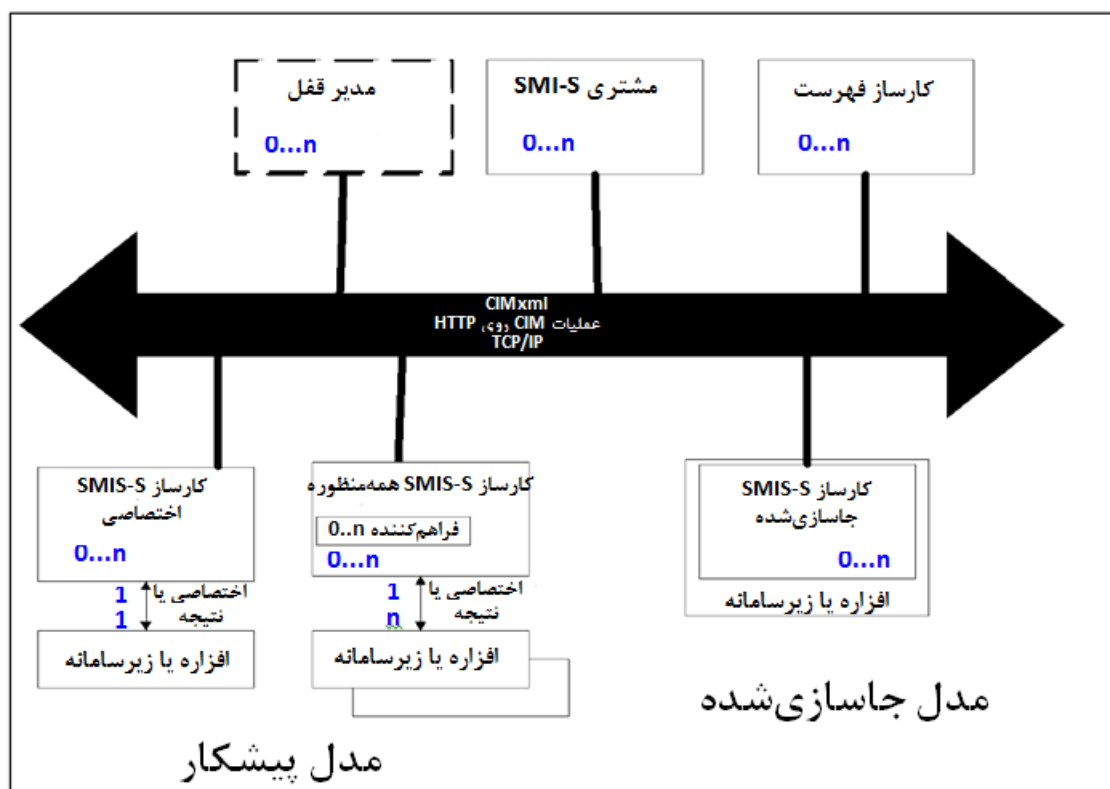 کارساز فهرست
0...n
مشتری SMI-S
0...n
مدیر قفل
0...n
CIMxml
عملیات CIM روی HTTP
TCP/IP
کارساز SMIS-S
جاسازی‌شده
0...n
افزاره یا زیرسامانه
مدل جاسازی‌شده
کارساز SMIS-S همه‌منظوره
فراهم‌کننده 0..n
0...n
اختصاصی یا
نتیجه
1
n
افزاره یا زیرسامانه
کارساز SMIS-S
اختصاصی
0...n
اختصاصی یا
نتیجه
1
1
افزاره یا زیرسامانه
مدل پیشکار